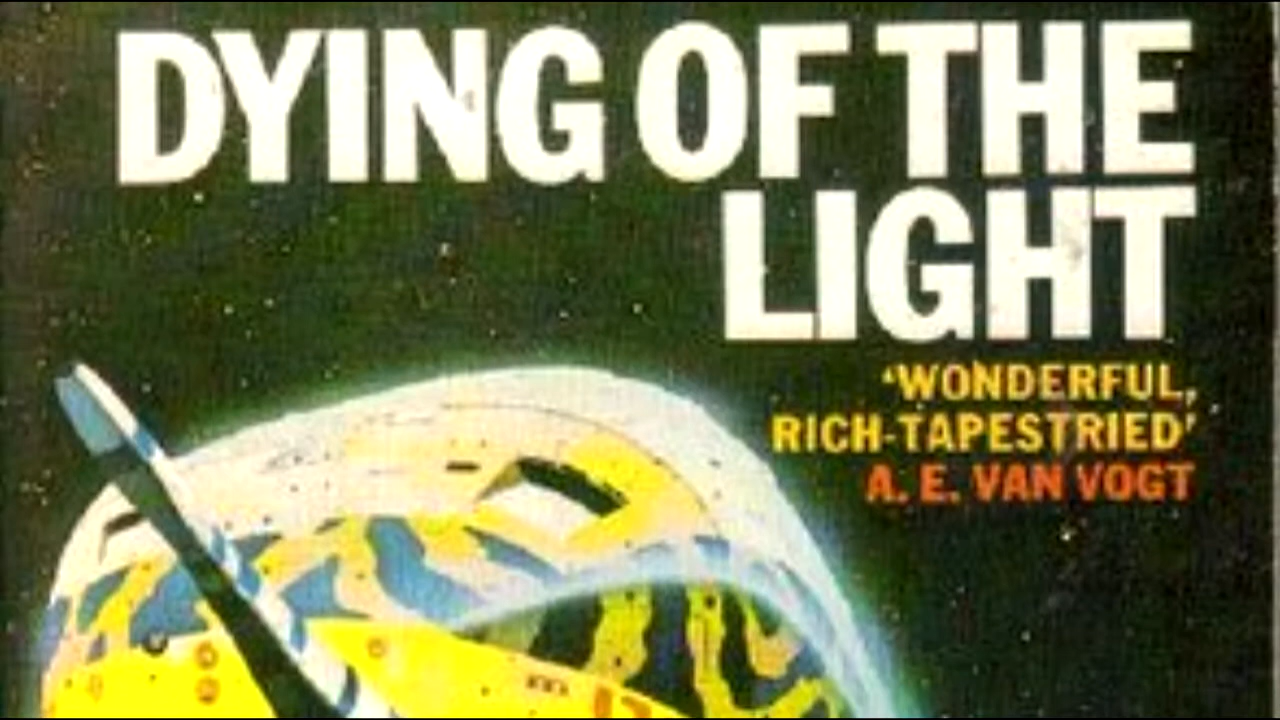 DYING OF THE
LIGHT
‘WONDERFUL,
RICH-TAPESTRIED’
A. E. VAN VOGT